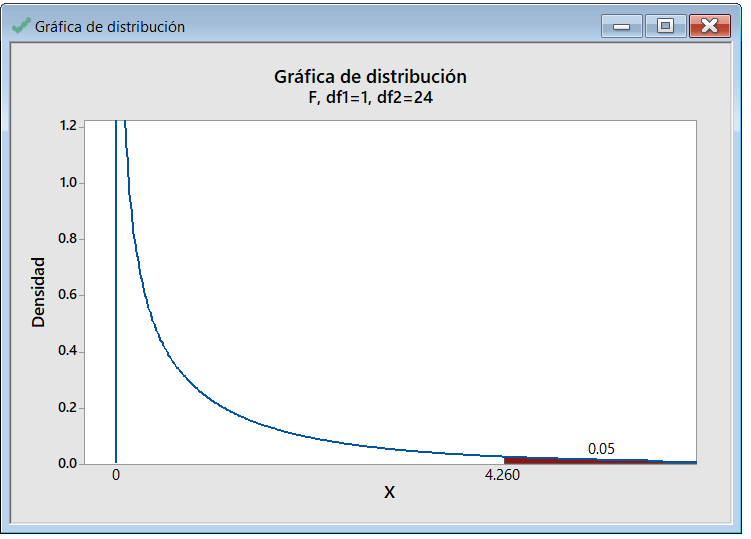 Gráfica de distribución
Gráfica de distribución
F, df1=1, df2=24
1.2
1.0
0.8
0.6
0.4
0.2
0.0
Densidad
0.05
0
4.260
X